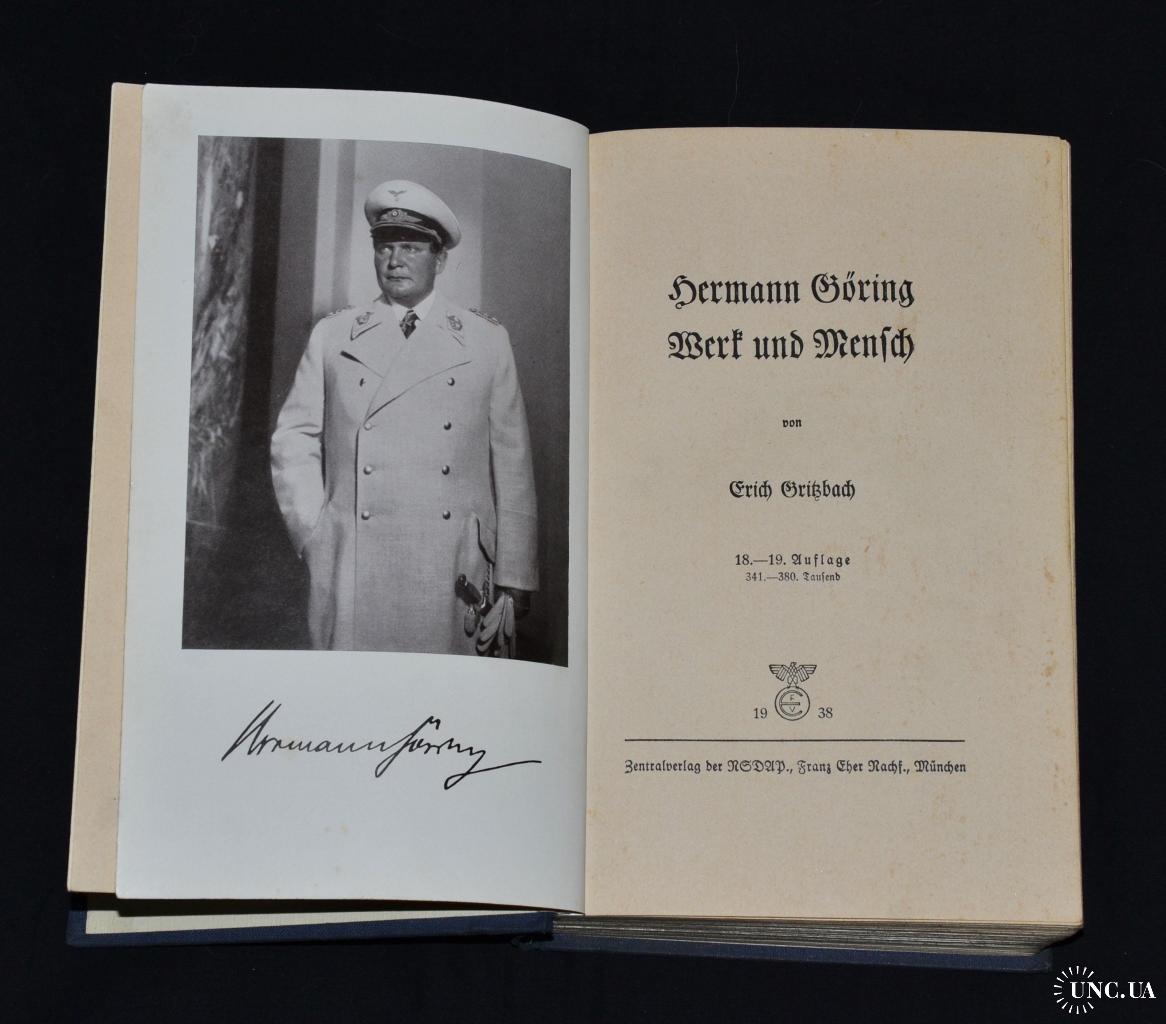 Hermann Göring
Hermann Göring
Werk und Mensch
von
Erich Gritzbach
18.—19. Auflage
341.—380. Tausend
19 38
Zentralverlag der NSDAP., Franz Eher Nachf., München
UNC.UA